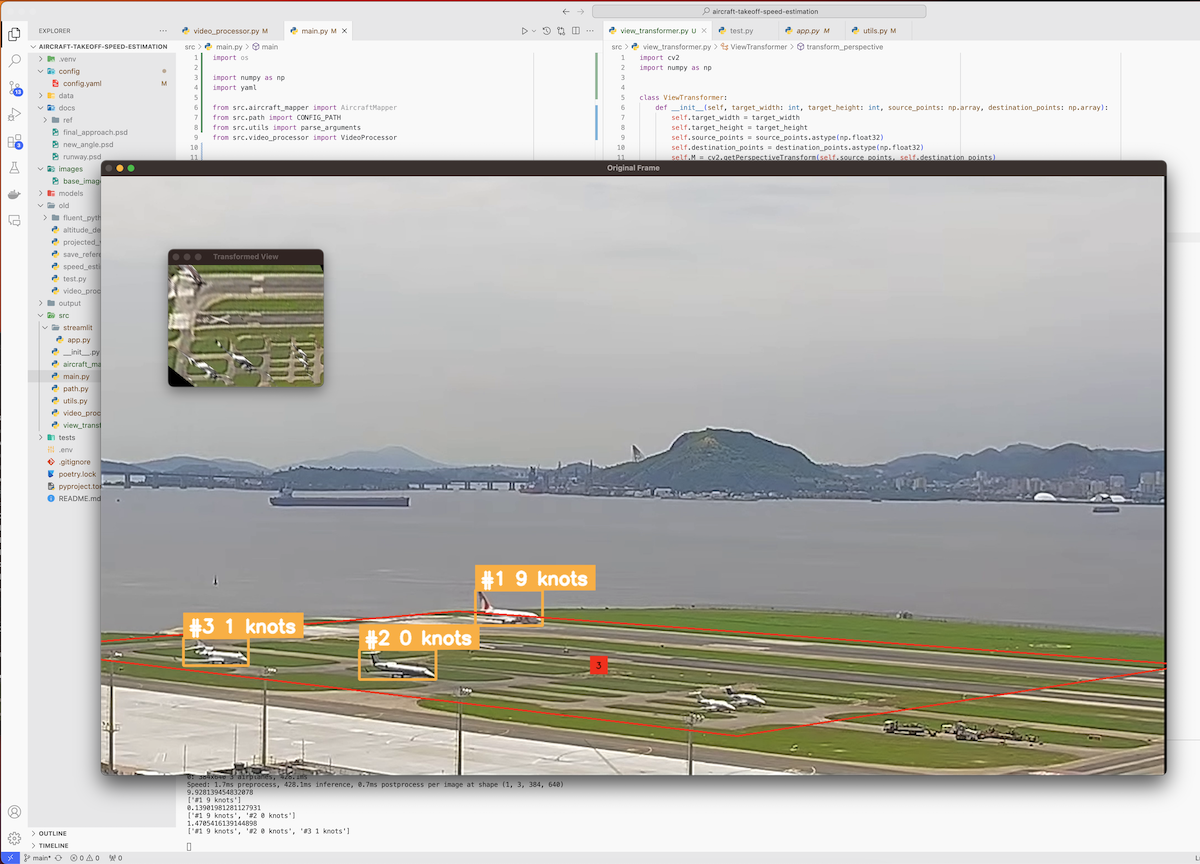 aircraft-takeoff-speed-estimation
EXPLORER
AIRCRAFT-TAKEOFF-SPEED-ESTIMATION
.venv
config
config.yaml M
data
docs
ref
final_approach.psd
new_angle.psd
runway.psd
images
base_imag
models
old
fluent_pyth
altitude_de
projected_
save_refere
speed_esti
test.py
video_proc
output
src
streamlit
app.py
__init__.py
aircraft_ma
main.py
path.py
utils.py
video_proc
view_transf
tests
.env
.gitignore
poetry.lock
pyproject.to
README.md
OUTLINE
TIMELINE
13
3
video_processor.py M
main.py M
src > main.py > main
1 import os
2
3 import numpy as np
4 import yaml
5
6 from src.aircraft_mapper import AircraftMapper
7 from src.path import CONFIG_PATH
8 from src.utils import parse_arguments
9 from src.video_processor import VideoProcessor
10
view_transformer.py U
test.py
app.py M
utils.py M
src > view_transformer.py > ViewTransformer > transform_perspective
1 import cv2
2 import numpy as np
3
4
5 class ViewTransformer:
6 def __init__(self, target_width: int, target_height: int, source_points: np.array, destination_points: np.array):
7 self.target_width = target_width
8 self.target_height = target_height
9 self.source_points = source_points.astype(np.float32)
10 self.destination_points = destination_points.astype(np.float32)
11 self.M = cv2.getPerspectiveTransform(self.source_points, self.destination_points)
Original Frame
Transformed View
#1 9 knots
#3 1 knots
#2 0 knots
3
0: 384x640 3 airplanes, 428.1ms
Speed: 1.7ms preprocess, 428.1ms inference, 0.7ms postprocess per image at shape (1, 3, 384, 640)
9.928139454832078
['#1 9 knots']
0.13901981281127931
['#1 9 knots', '#2 0 knots']
1.4705416139144898
['#1 9 knots', '#2 0 knots', '#3 1 knots']
main* 0 0 0